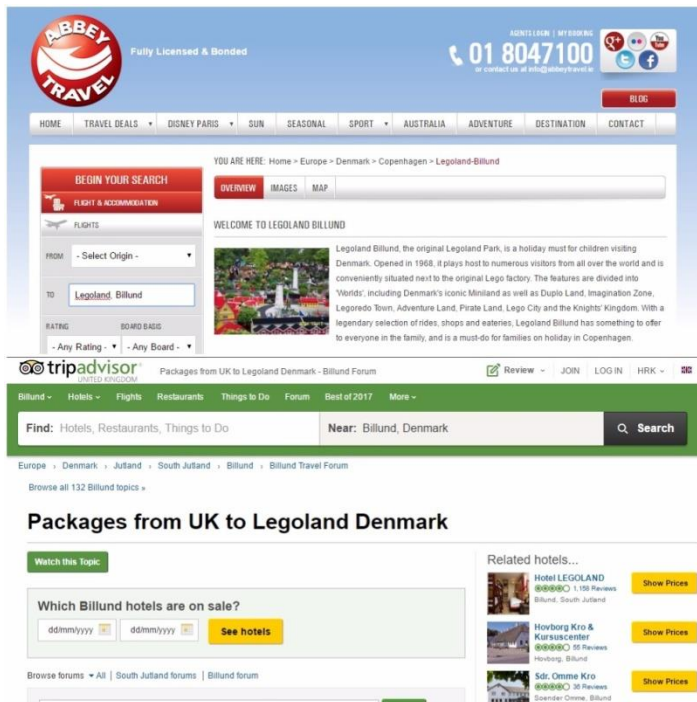 ABBEY
TRAVEL
Fully Licensed & Bonded
AGENTS LOGIN | MY BOOKING
01 8047100
or contact us at info@abbeytravel.ie
You
Tube
BLOG
HOME TRAVEL DEALS DISNEY PARIS SUN SEASONAL SPORT AUSTRALIA ADVENTURE DESTINATION CONTACT
YOU ARE HERE: Home > Europe > Denmark > Copenhagen > Legoland-Billund
BEGIN YOUR SEARCH
FLIGHT & ACCOMMODATION
FLIGHTS
FROM - Select Origin -
TO Legoland, Billund
RATING BOARD BASIS
- Any Rating - - Any Board -
OVERVIEW IMAGES MAP
WELCOME TO LEGOLAND BILLUND
Legoland Billund, the original Legoland Park, is a holiday must for children visiting
Denmark. Opened in 1968, it plays host to numerous visitors from all over the world and is
conveniently situated next to the original Lego factory. The features are divided into
'Worlds', including Denmark's iconic Miniland as well as Duplo Land, Imagination Zone,
Legoredo Town, Adventure Land, Pirate Land, Lego City and the Knights' Kingdom. With a
legendary selection of rides, shops and eateries, Legoland Billund has something to offer
to everyone in the family, and is a must-do for families on holiday in Copenhagen.
tripadvisor
UNITED KINGDOM
Packages from UK to Legoland Denmark - Billund Forum
Review JOIN LOG IN HRK
Billund Hotels Flights Restaurants Things to Do Forum Best of 2017 More
Find: Hotels, Restaurants, Things to Do Near: Billund, Denmark Search
Europe › Denmark › Jutland › South Jutland › Billund › Billund Travel Forum
Browse all 132 Billund topics »
Packages from UK to Legoland Denmark
Watch this Topic
Which Billund hotels are on sale?
dd/mm/yyyy dd/mm/yyyy See hotels
Browse forums All | South Jutland forums | Billund forum
Related hotels...
Hotel LEGOLAND
1,158 Reviews
Billund, South Jutland
Show Prices
Hovborg Kro &
Kursuscenter
55 Reviews
Hovborg, Billund
Show Prices
Sdr. Omme Kro
38 Reviews
Soender Omme, Billund
Show Prices